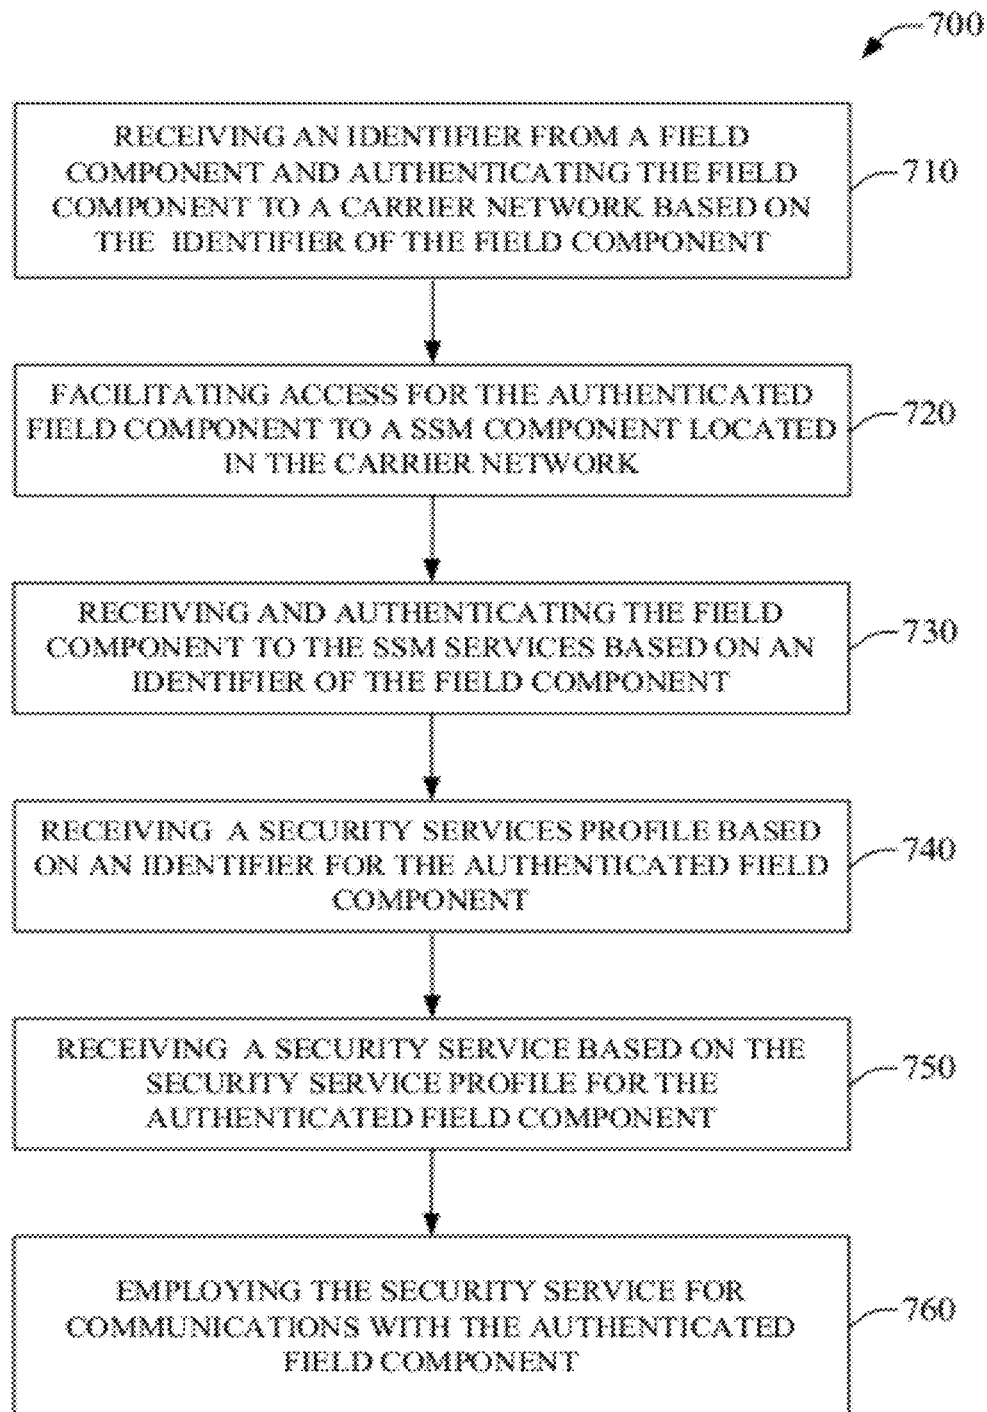 700
RECEIVING AN IDENTIFIER FROM A FIELD
COMPONENT AND AUTHENTICATING THE FIELD
COMPONENT TO A CARRIER NETWORK BASED ON
THE IDENTIFIER OF THE FIELD COMPONENT
710
FACILITATING ACCESS FOR THE AUTHENTICATED
FIELD COMPONENT TO A SSM COMPONENT LOCATED
IN THE CARRIER NETWORK
720
RECEIVING AND AUTHENTICATING THE FIELD
COMPONENT TO THE SSM SERVICES BASED ON AN
IDENTIFIER OF THE FIELD COMPONENT
730
RECEIVING A SECURITY SERVICES PROFILE BASED
ON AN IDENTIFIER FOR THE AUTHENTICATED FIELD
COMPONENT
740
RECEIVING A SECURITY SERVICE BASED ON THE
SECURITY SERVICE PROFILE FOR THE
AUTHENTICATED FIELD COMPONENT
750
EMPLOYING THE SECURITY SERVICE FOR
COMMUNICATIONS WITH THE AUTHENTICATED
FIELD COMPONENT
760